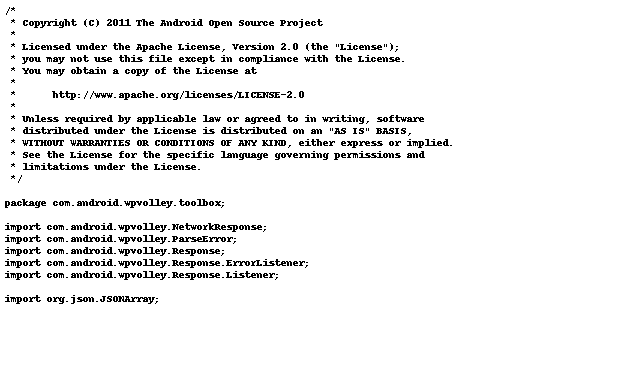 /*
 * Copyright (C) 2011 The Android Open Source Project
 *
 * Licensed under the Apache License, Version 2.0 (the "License");
 * you may not use this file except in compliance with the License.
 * You may obtain a copy of the License at
 *
 *      http://www.apache.org/licenses/LICENSE-2.0
 *
 * Unless required by applicable law or agreed to in writing, software
 * distributed under the License is distributed on an "AS IS" BASIS,
 * WITHOUT WARRANTIES OR CONDITIONS OF ANY KIND, either express or implied.
 * See the License for the specific language governing permissions and
 * limitations under the License.
 */

package com.android.wpvolley.toolbox;

import com.android.wpvolley.NetworkResponse;
import com.android.wpvolley.ParseError;
import com.android.wpvolley.Response;
import com.android.wpvolley.Response.ErrorListener;
import com.android.wpvolley.Response.Listener;

import org.json.JSONArray;